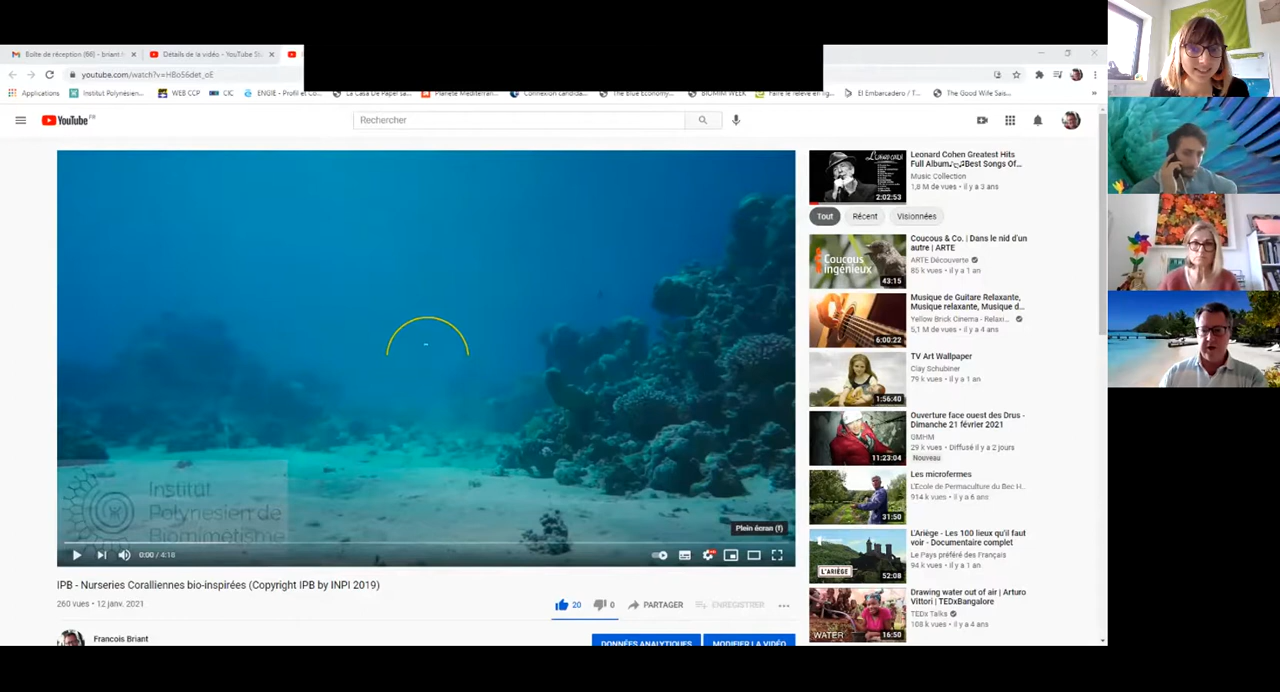 Boîte de réception (66) - briant.f
Détails de la vidéo - YouTube St
youtube.com/watch?v=HBoS6det_oE
Applications
Institut Polynésien...
WEB CCP
CIC
ENGIE - Profil et Co...
La Casa De Papel sa...
Planète Méditerran...
Connexion candida...
The Blue Economy...
BIOMIM WEEK
Faire le relevé en lig...
El Embarcadero / T...
The Good Wife Sais...
»
YouTube FR
Rechercher
Institut
Polynésien de
Biomimétisme
Plein écran (f)
0:00 / 4:18
IPB - Nurseries Coralliennes bio-inspirées (Copyright IPB by INPI 2019)
260 vues • 12 janv. 2021
20
0
PARTAGER
ENREGISTRER
Francois Briant
DONNÉES ANALYTIQUES
MODIFIER LA VIDÉO
2:02:53
Leonard Cohen Greatest Hits
Full Album
Best Songs Of...
Music Collection
1,8 M de vues • il y a 3 ans
Tout
Récent
Visionnées
Coucous
ingénieux
43:15
Coucous & Co. | Dans le nid d'un
autre | ARTE
ARTE Découverte
85 k vues • il y a 1 an
6:00:22
Musique de Guitare Relaxante,
Musique relaxante, Musique d...
Yellow Brick Cinema - Relaxi...
5,1 M de vues • il y a 4 ans
1:56:40
TV Art Wallpaper
Clay Schubiner
79 k vues • il y a 1 an
11:23:04
Ouverture face ouest des Drus -
Dimanche 21 février 2021
GMHM
29 k vues • Diffusé il y a 2 jours
Nouveau
31:50
Les microfermes
L'Ecole de Permaculture du Bec H...
914 k vues • il y a 6 ans
L'ARIÈGE
52:08
L'Ariège - Les 100 lieux qu'il faut
voir - Documentaire complet
Le Pays préféré des Français
94 k vues • il y a 1 an
WATER
16:50
Drawing water out of air | Arturo
Vittori | TEDxBangalore
TEDx Talks
108 k vues • il y a 4 ans